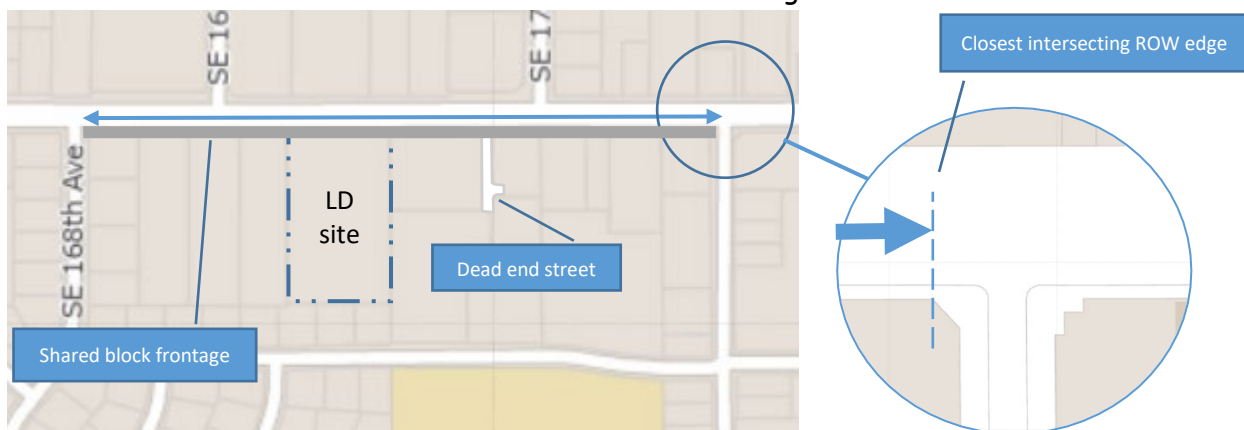 g
SE 16
SE 17
Closest intersecting ROW edge
SE 168th Ave
LD
site
Dead end street
Shared block frontage